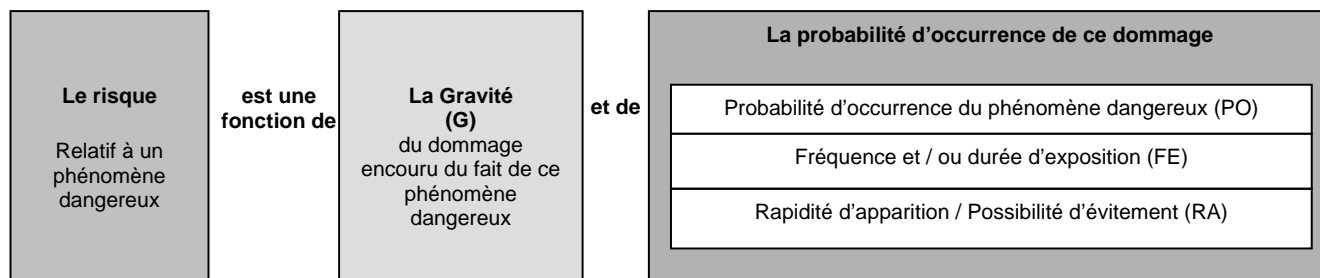 Le risque
Relatif à un
phénomène
dangereux
est une
fonction de
La Gravité
(G)
du dommage
encouru du fait de ce
phénomène
dangereux
et de
La probabilité d’occurrence de ce dommage
Probabilité d’occurrence du phénomène dangereux (PO)
Fréquence et / ou durée d’exposition (FE)
Rapidité d’apparition / Possibilité d’évitement (RA)